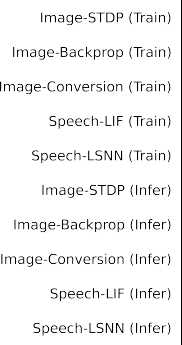 Image-STDP (Train)
Image-Backprop (Train)
Image-Conversion (Train)
Speech-LIF (Train)
Speech-LSNN (Train)
Image-STDP (Infer)
Image-Backprop (Infer)
Image-Conversion (Infer)
Speech-LIF (Infer)
Speech-LSNN (Infer)